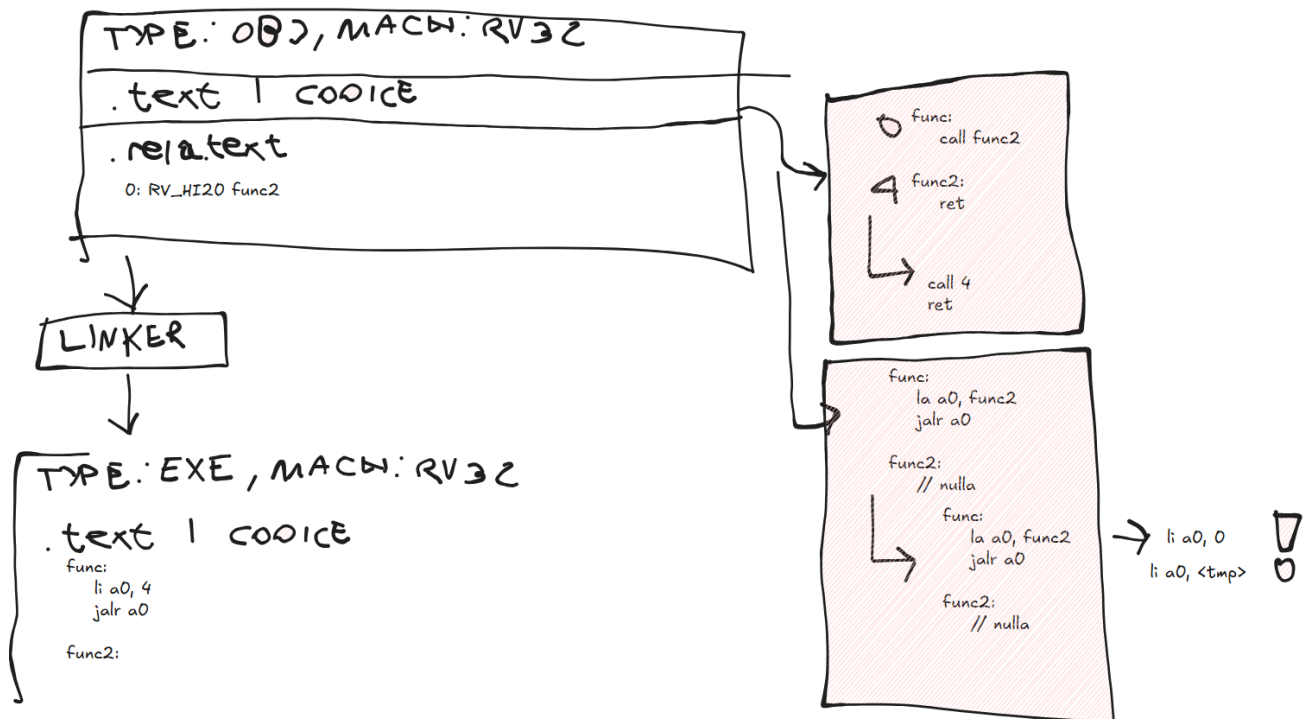 TYPE: OBJ, MACH: RV32
.text | CODICE
.rela.text
0: RV_HI20 func2
LINKER
TYPE: EXE, MACH: RV32
.text | CODICE
func:
li a0, 4
jalr a0
func2:
0 func:
call func2
4 func2:
ret
call 4
ret
func:
la a0, func2
jalr a0
func2:
// nulla
func:
la a0, func2
jalr a0
func2:
// nulla
li a0, 0
li a0, <tmp>
!